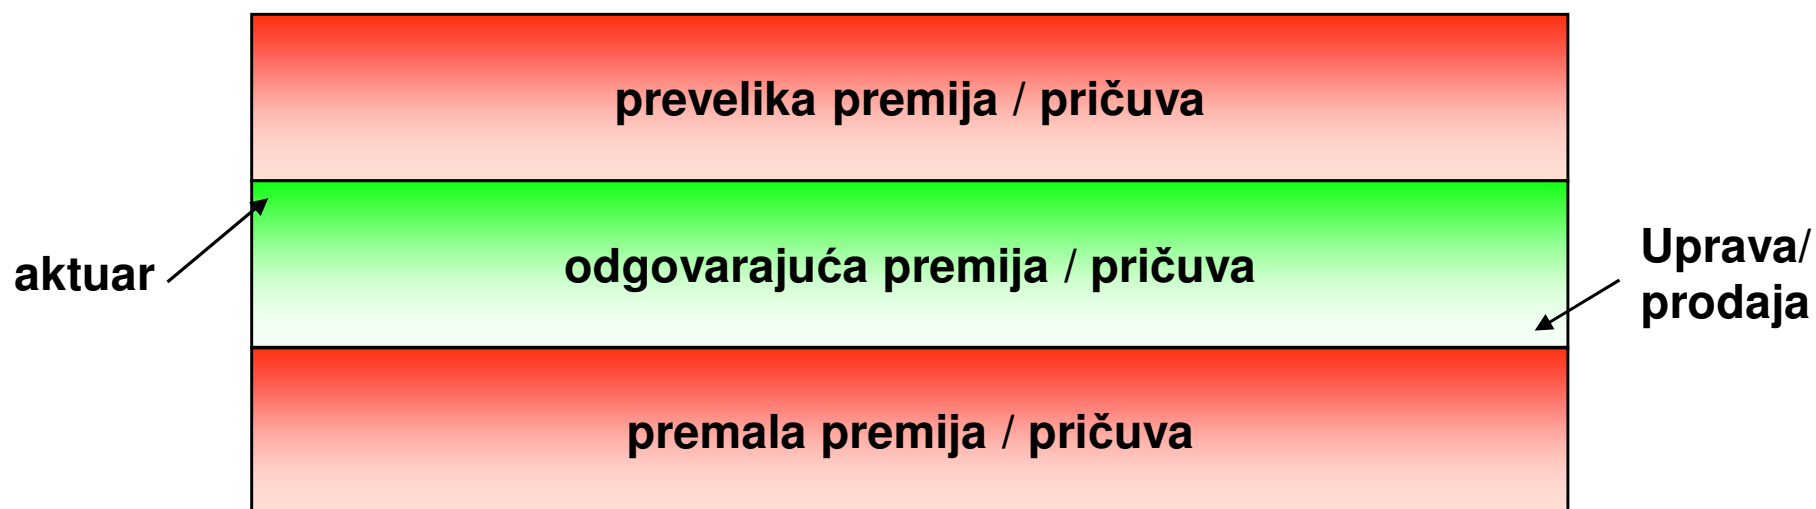 prevelika premija / pričuva
aktuar
odgovarajuća premija / pričuva
Uprava/
prodaja
premala premija / pričuva